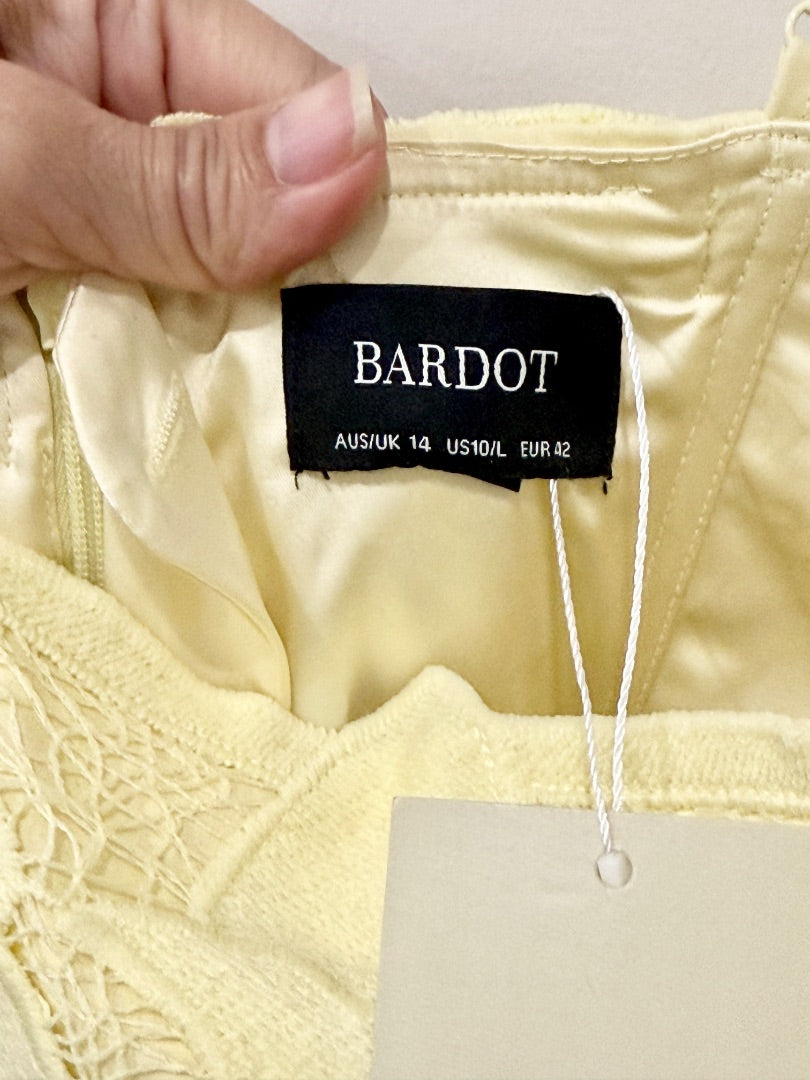 BARDOT
AUS/UK 14 US10/L EUR 42